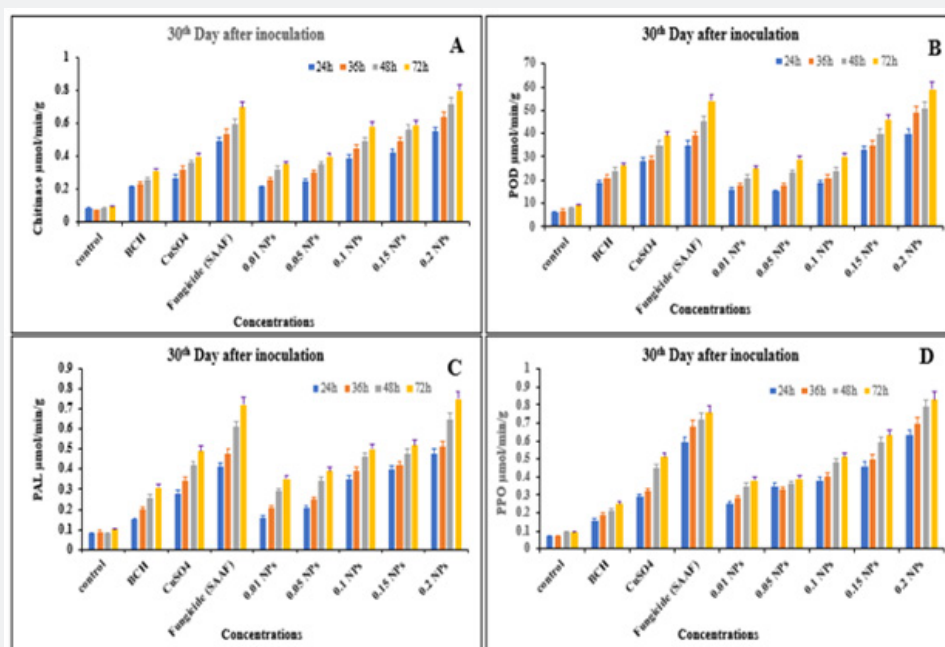 30th Day after inoculation
A
24h 36h 48h 72h
Chitinase µmol/min/g
1
0.8
0.6
0.4
0.2
0
control BCH CuSO4 Fungicide (SAAF) 0.01 NPs 0.05 NPs 0.1 NPs 0.15 NPs 0.2 NPs
Concentrations
30th Day after inoculation
B
24h 36h 48h 72h
POD µmol/min/g
70
60
50
40
30
20
10
0
control BCH CuSO4 Fungicide (SAAF) 0.01 NPs 0.05 NPs 0.1 NPs 0.15 NPs 0.2 NPs
Concentrations
30th Day after inoculation
C
24h 36h 48h 72h
PAL µmol/min/g
0.9
0.8
0.7
0.6
0.5
0.4
0.3
0.2
0.1
0
control BCH CuSO4 Fungicide (SAAF) 0.01 NPs 0.05 NPs 0.1 NPs 0.15 NPs 0.2 NPs
Concentrations
30th Day after inoculation
D
24h 36h 48h 72h
PPO µmol/min/g
1
0.9
0.8
0.7
0.6
0.5
0.4
0.3
0.2
0.1
0
control BCH CuSO4 Fungicide (SAAF) 0.01 NPs 0.05 NPs 0.1 NPs 0.15 NPs 0.2 NPs
Concentrations